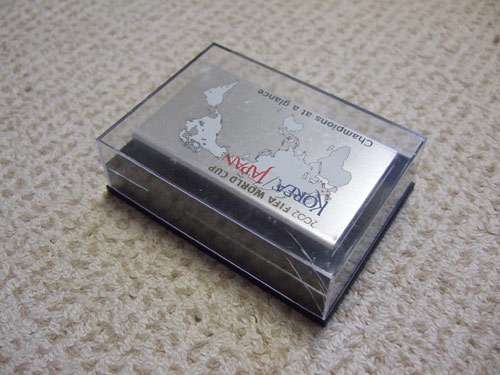 2002 FIFA WORLD CUP
KOREA JAPAN
Champions at a glance